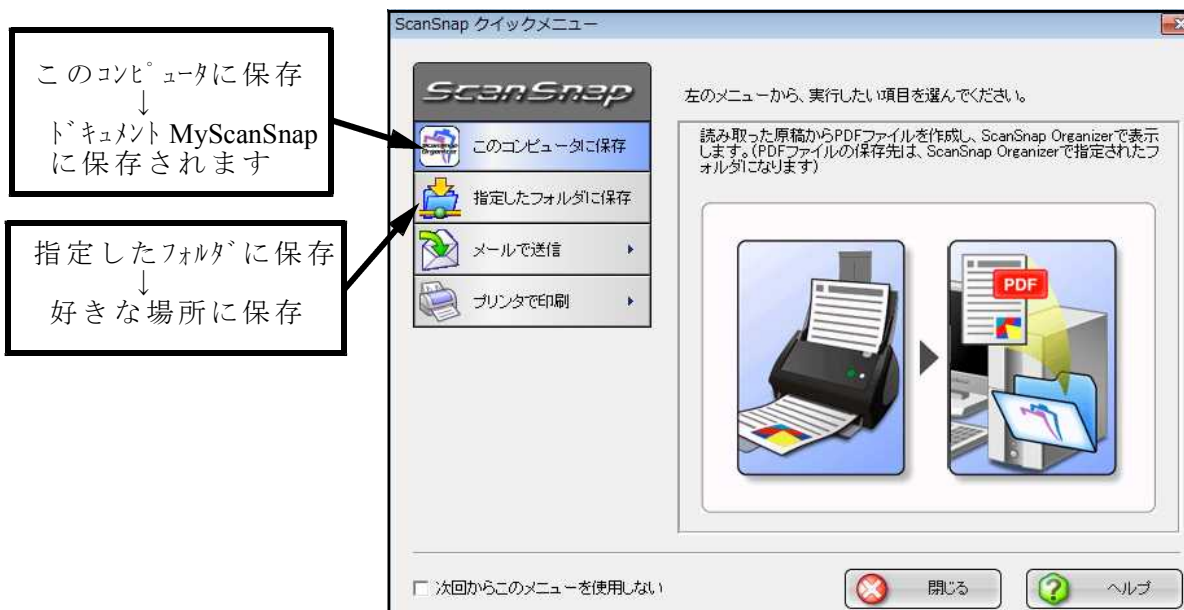 このｺﾝﾋﾟｭｰﾀに保存
↓
ﾄﾞｷｭﾒﾝﾄ MyScanSnap
に保存されます
指定したﾌｫﾙﾀﾞに保存
↓
好きな場所に保存
ScanSnap クイックメニュー
ScanSnap
このコンピュータに保存
指定したフォルダに保存
メールで送信
プリンタで印刷
左のメニューから、実行したい項目を選んでください。
読み取った原稿からPDFファイルを作成し、ScanSnap Organizerで表示
します。(PDFファイルの保存先は、ScanSnap Organizerで指定されたフ
ォルダになります)
PDF
次回からこのメニューを使用しない
閉じる
ヘルプ